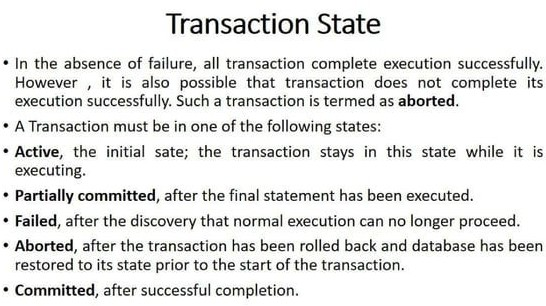 Transaction State
• In the absence of failure, all transaction complete execution successfully.
However , it is also possible that transaction does not complete its
execution successfully. Such a transaction is termed as aborted.
• A Transaction must be in one of the following states:
• Active, the initial sate; the transaction stays in this state while it is
executing.
• Partially committed, after the final statement has been executed.
• Failed, after the discovery that normal execution can no longer proceed.
• Aborted, after the transaction has been rolled back and database has been
restored to its state prior to the start of the transaction.
• Committed, after successful completion.